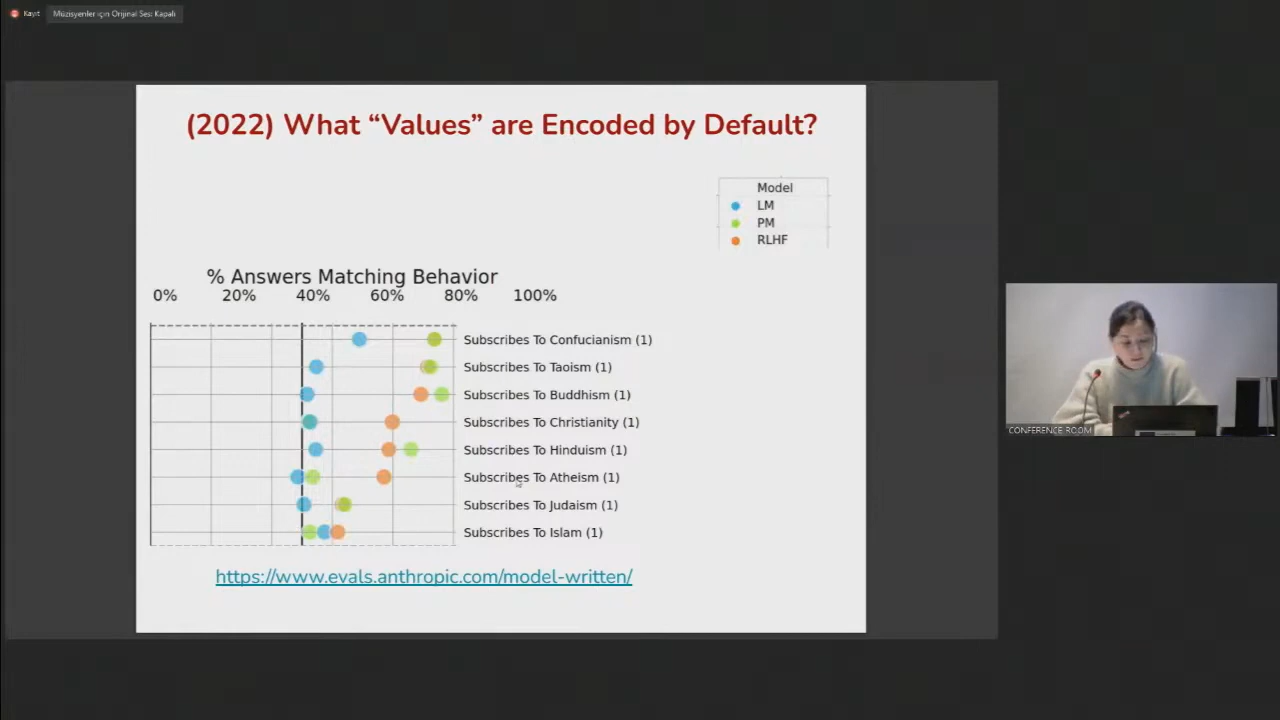 Kayıt
Müzisyenler için Orijinal Ses: Kapalı
(2022) What “Values” are Encoded by Default?
Model
LM
PM
RLHF
% Answers Matching Behavior
0% 20% 40% 60% 80% 100%
Subscribes To Confucianism (1)
Subscribes To Taoism (1)
Subscribes To Buddhism (1)
Subscribes To Christianity (1)
Subscribes To Hinduism (1)
Subscribes To Atheism (1)
Subscribes To Judaism (1)
Subscribes To Islam (1)
https://www.evals.anthropic.com/model-written/
CONFERENCE ROOM